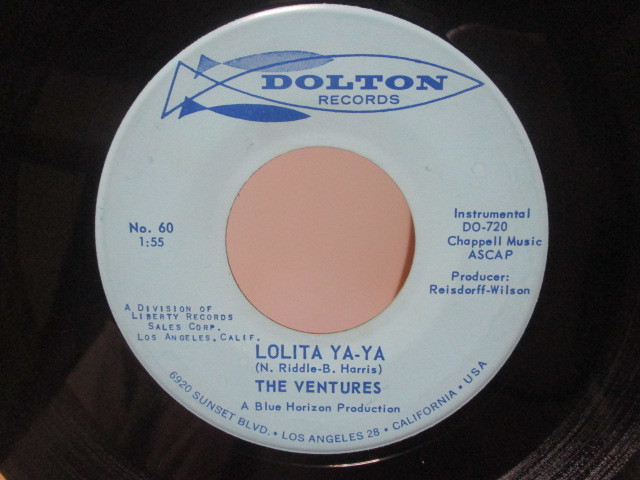 DOLTON
RECORDS
No. 60
1:55
Instrumental
DO-720
Chappell Music
ASCAP
Producer:
Reisdorff-Wilson
A DIVISION OF
LIBERTY RECORDS
SALES CORP.
LOS ANGELES, CALIF.
LOLITA YA-YA
(N. Riddle-B. Harris)
THE VENTURES
A Blue Horizon Production
6920 SUNSET BLVD. • LOS ANGELES 28 • CALIFORNIA • USA